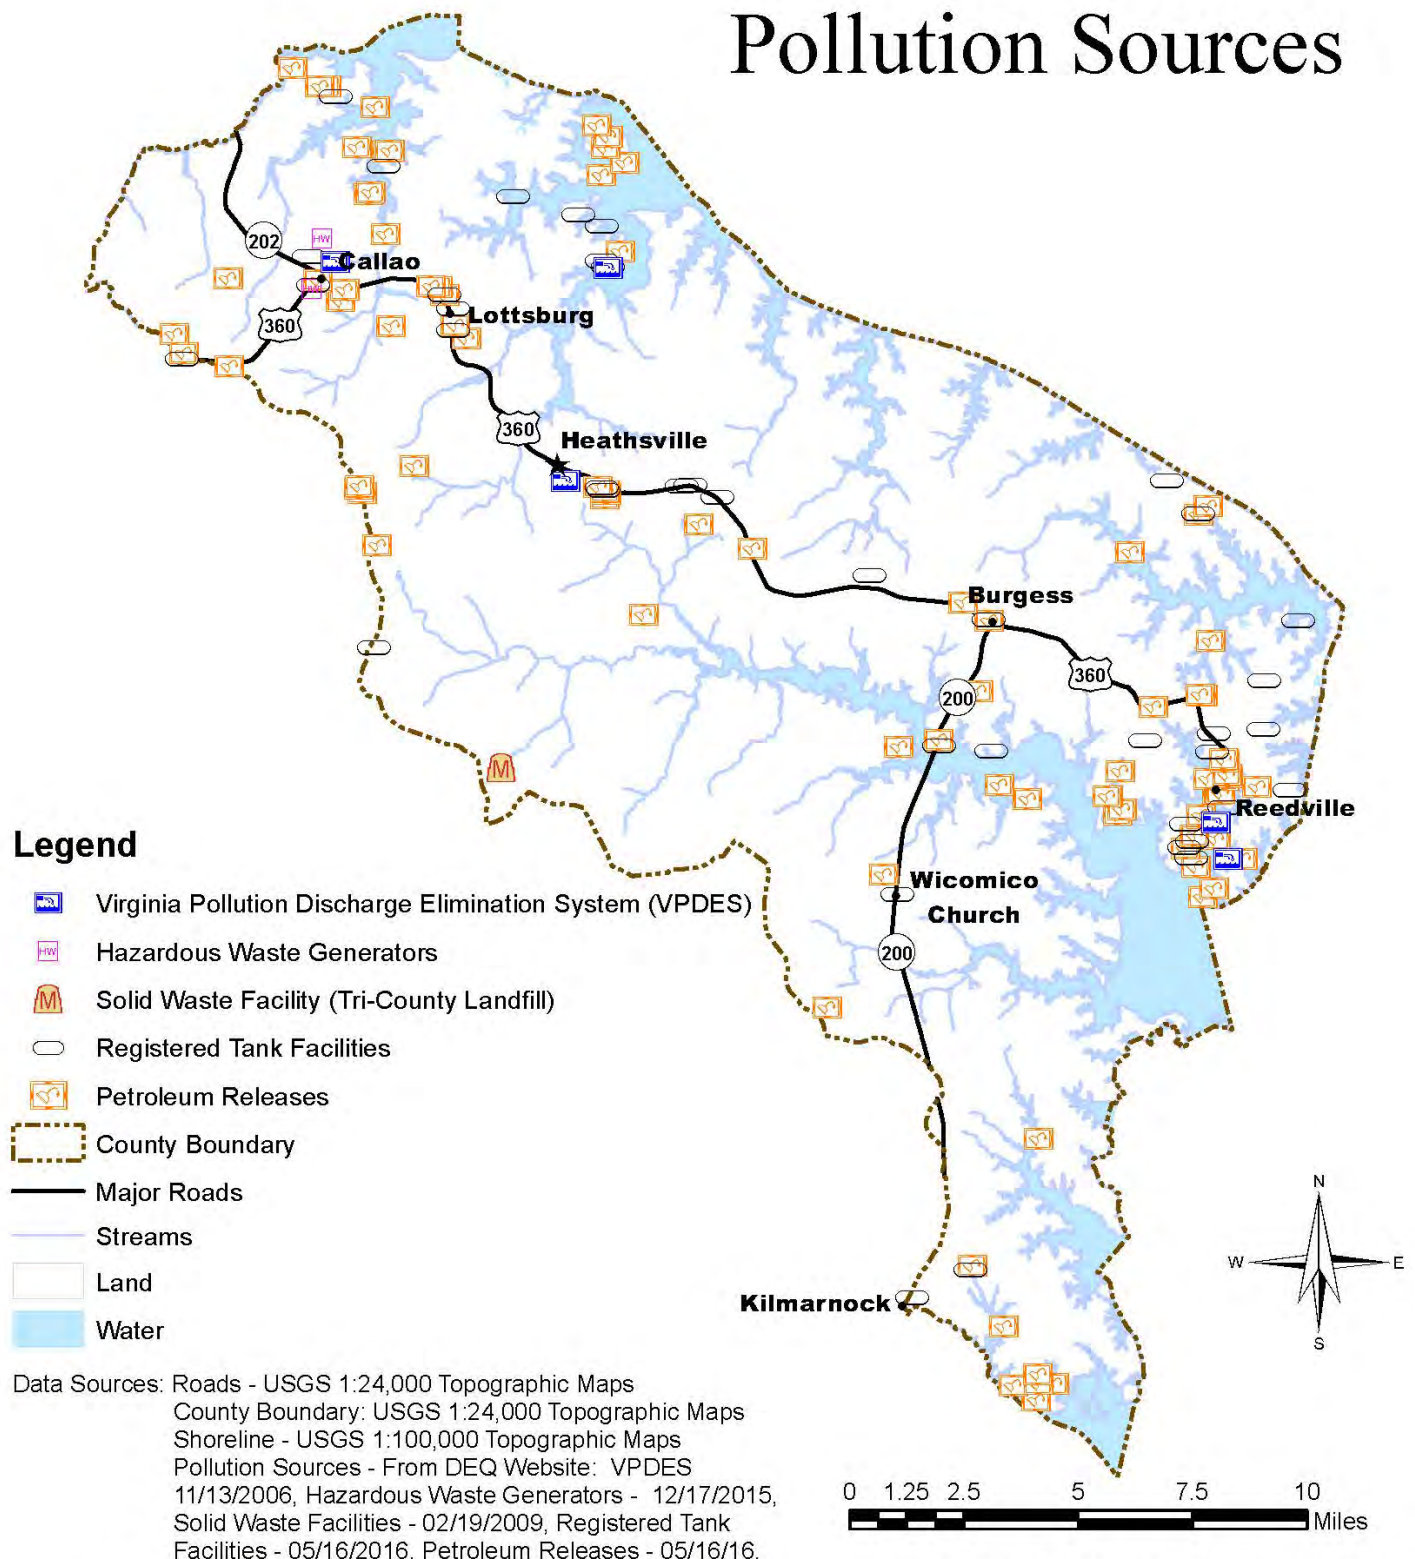 Pollution Sources
HW
202
Callao
HW
360
Lottsburg
360
Heathsville
Burgess
360
200
M
Reedville
Wicomico
Church
200
Kilmarnock
Legend
Virginia Pollution Discharge Elimination System (VPDES)
HW Hazardous Waste Generators
M Solid Waste Facility (Tri-County Landfill)
Registered Tank Facilities
Petroleum Releases
County Boundary
Major Roads
Streams
Land
Water
N
W E
S
Data Sources: Roads - USGS 1:24,000 Topographic Maps
County Boundary: USGS 1:24,000 Topographic Maps
Shoreline - USGS 1:100,000 Topographic Maps
Pollution Sources - From DEQ Website: VPDES
11/13/2006, Hazardous Waste Generators - 12/17/2015,
Solid Waste Facilities - 02/19/2009, Registered Tank
Facilities - 05/16/2016, Petroleum Releases - 05/16/16.
0 1.25 2.5 5 7.5 10
Miles